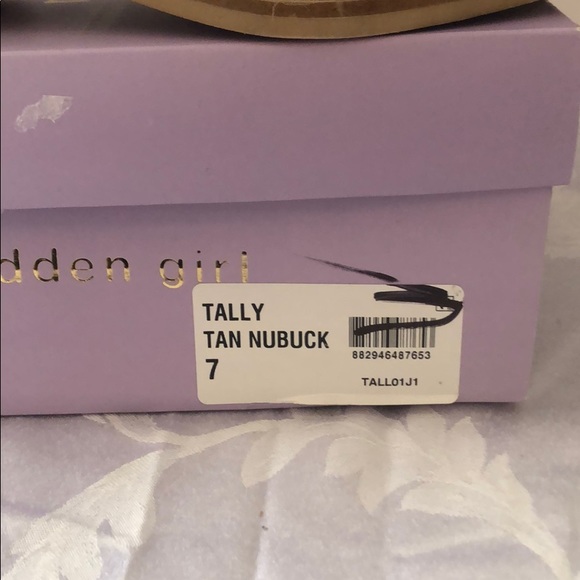 dden girl
TALLY
TAN NUBUCK
7
882946487653
TALL01J1